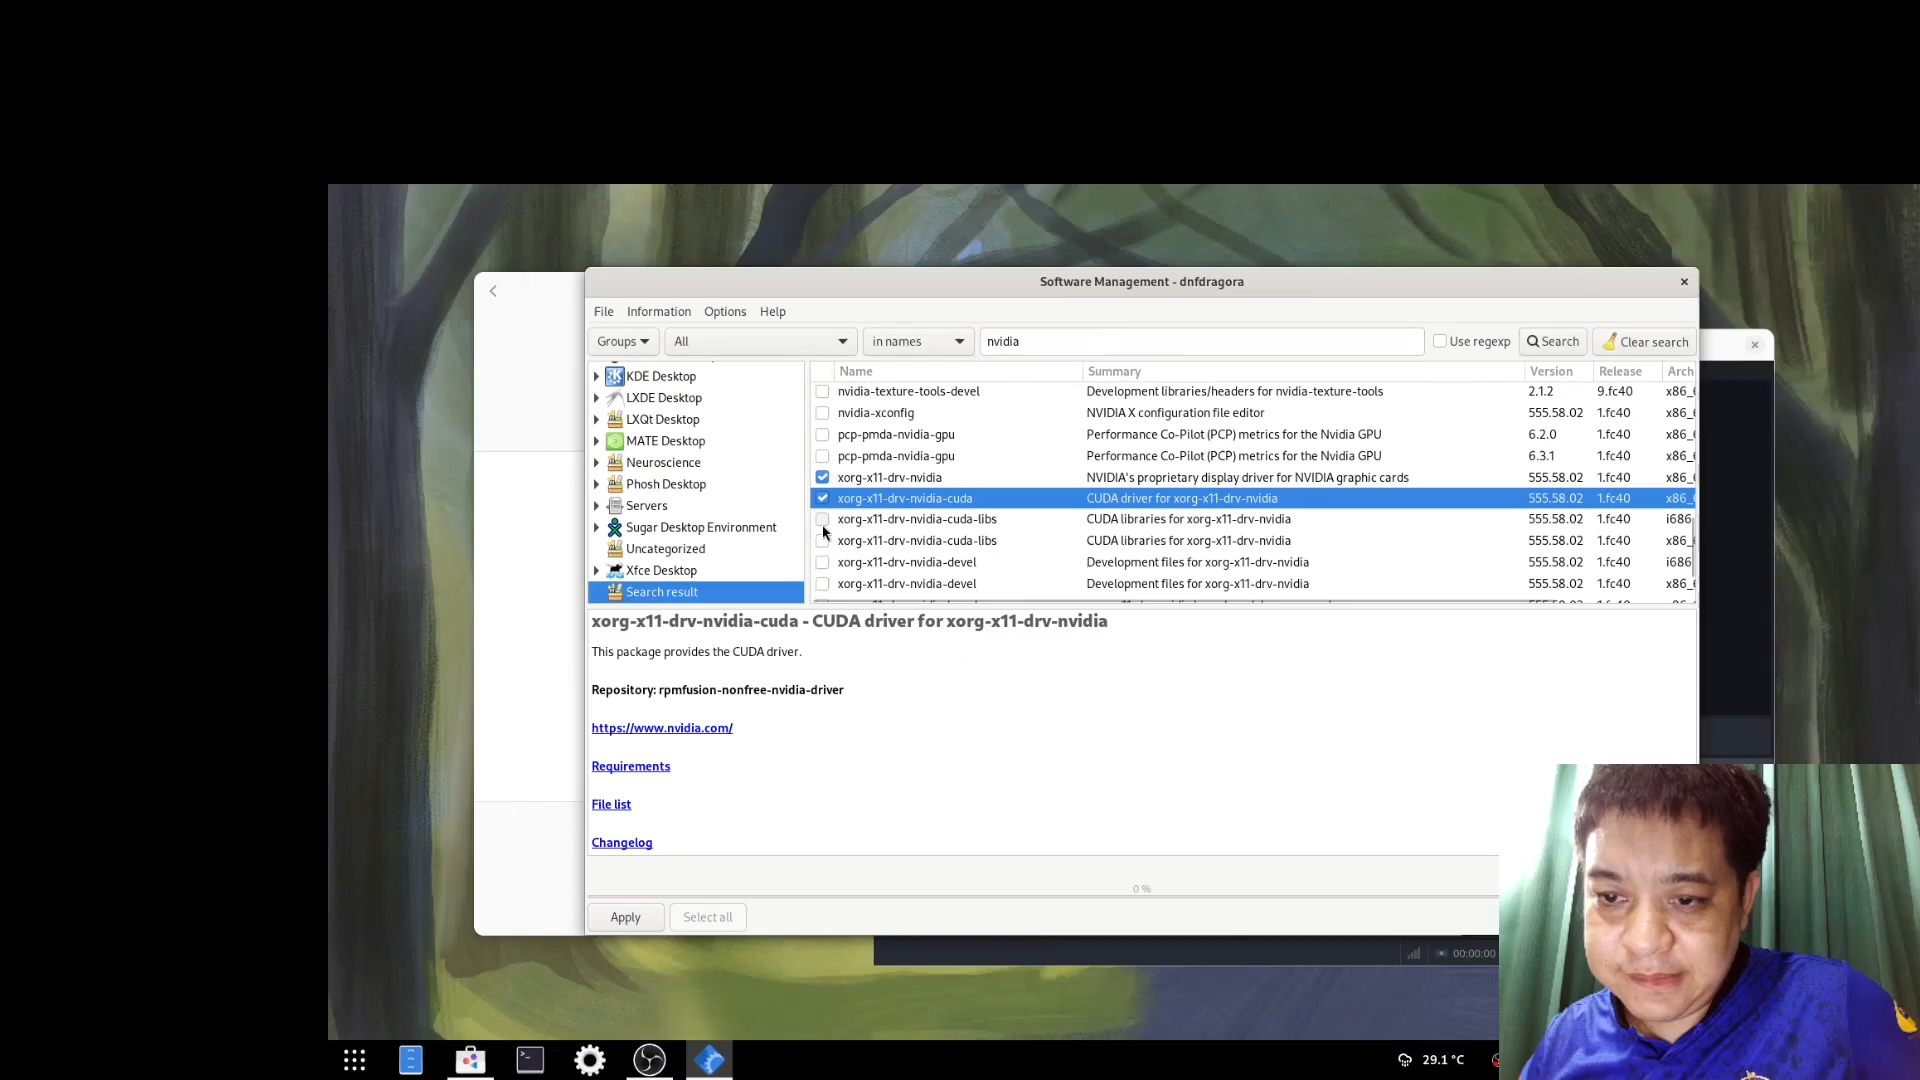 Software Management - dnfdragora
File Information Options Help
Groups All in names nvidia Use regexp Search Clear search
Name Summary Version Release Arch
KDE Desktop
LXDE Desktop
LXQt Desktop
MATE Desktop
Neuroscience
Phosh Desktop
Servers
Sugar Desktop Environment
Uncategorized
Xfce Desktop
Search result
nvidia-texture-tools-devel Development libraries/headers for nvidia-texture-tools 2.1.2 9.fc40 x86_
nvidia-xconfig NVIDIA X configuration file editor 555.58.02 1.fc40 x86_
pcp-pmda-nvidia-gpu Performance Co-Pilot (PCP) metrics for the Nvidia GPU 6.2.0 1.fc40 x86_
pcp-pmda-nvidia-gpu Performance Co-Pilot (PCP) metrics for the Nvidia GPU 6.3.1 1.fc40 x86_
xorg-x11-drv-nvidia NVIDIA's proprietary display driver for NVIDIA graphic cards 555.58.02 1.fc40 x86_
xorg-x11-drv-nvidia-cuda CUDA driver for xorg-x11-drv-nvidia 555.58.02 1.fc40 x86_
xorg-x11-drv-nvidia-cuda-libs CUDA libraries for xorg-x11-drv-nvidia 555.58.02 1.fc40 i686
xorg-x11-drv-nvidia-cuda-libs CUDA libraries for xorg-x11-drv-nvidia 555.58.02 1.fc40 x86_
xorg-x11-drv-nvidia-devel Development files for xorg-x11-drv-nvidia 555.58.02 1.fc40 i686
xorg-x11-drv-nvidia-devel Development files for xorg-x11-drv-nvidia 555.58.02 1.fc40 x86_
xorg-x11-drv-nvidia-cuda - CUDA driver for xorg-x11-drv-nvidia
This package provides the CUDA driver.
Repository: rpmfusion-nonfree-nvidia-driver
https://www.nvidia.com/
Requirements
File list
Changelog
0 %
Apply Select all
00:00:00
29.1 °C